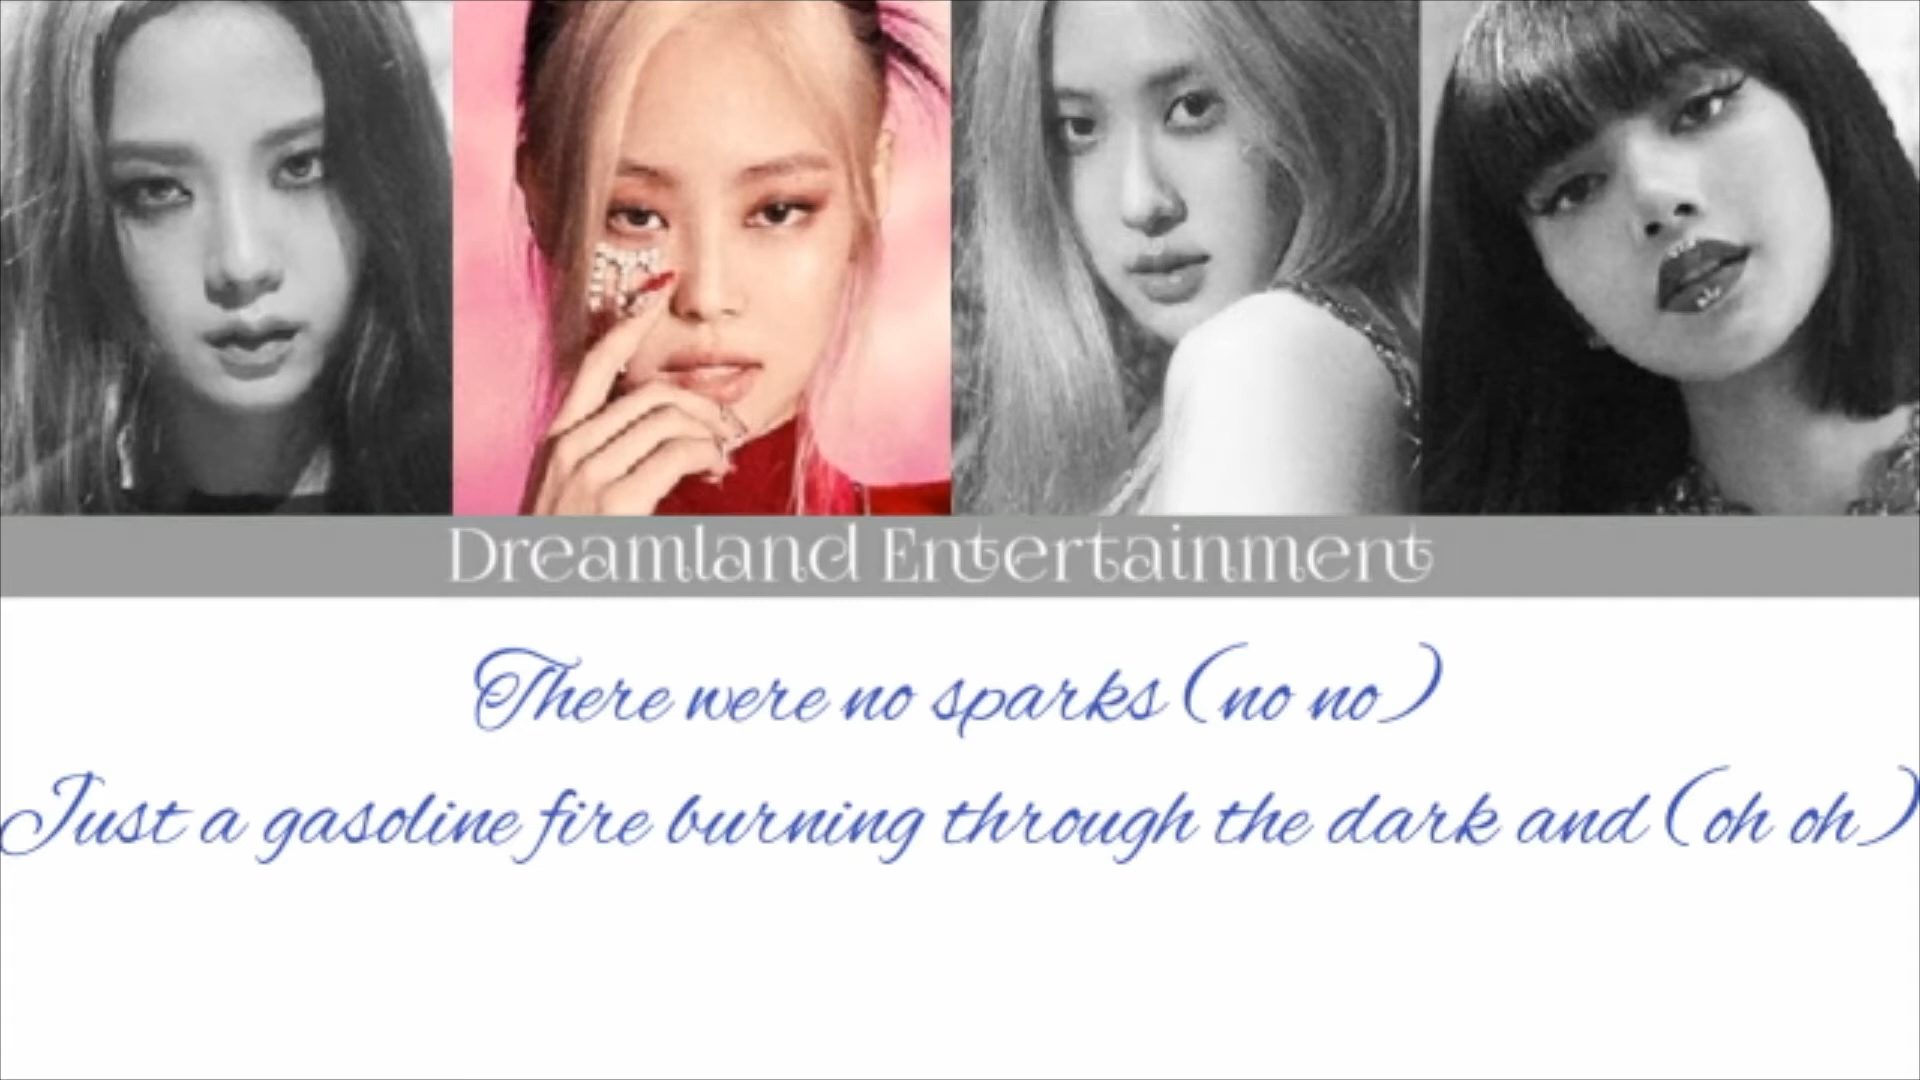 Dreamland Entertainment
There were no sparks (no no)
Just a gasoline fire burning through the dark and (oh oh)